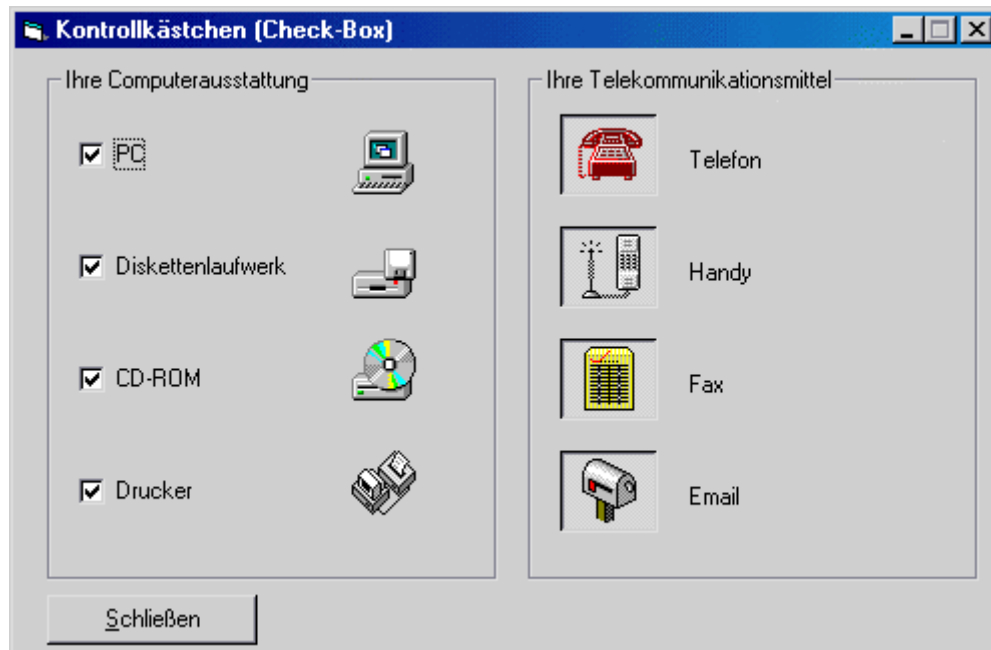 Kontrollkästchen (Check-Box)
Ihre Computerausstattung
PC
Diskettenlaufwerk
CD-ROM
Drucker
Ihre Telekommunikationsmittel
Telefon
Handy
Fax
Email
Schließen